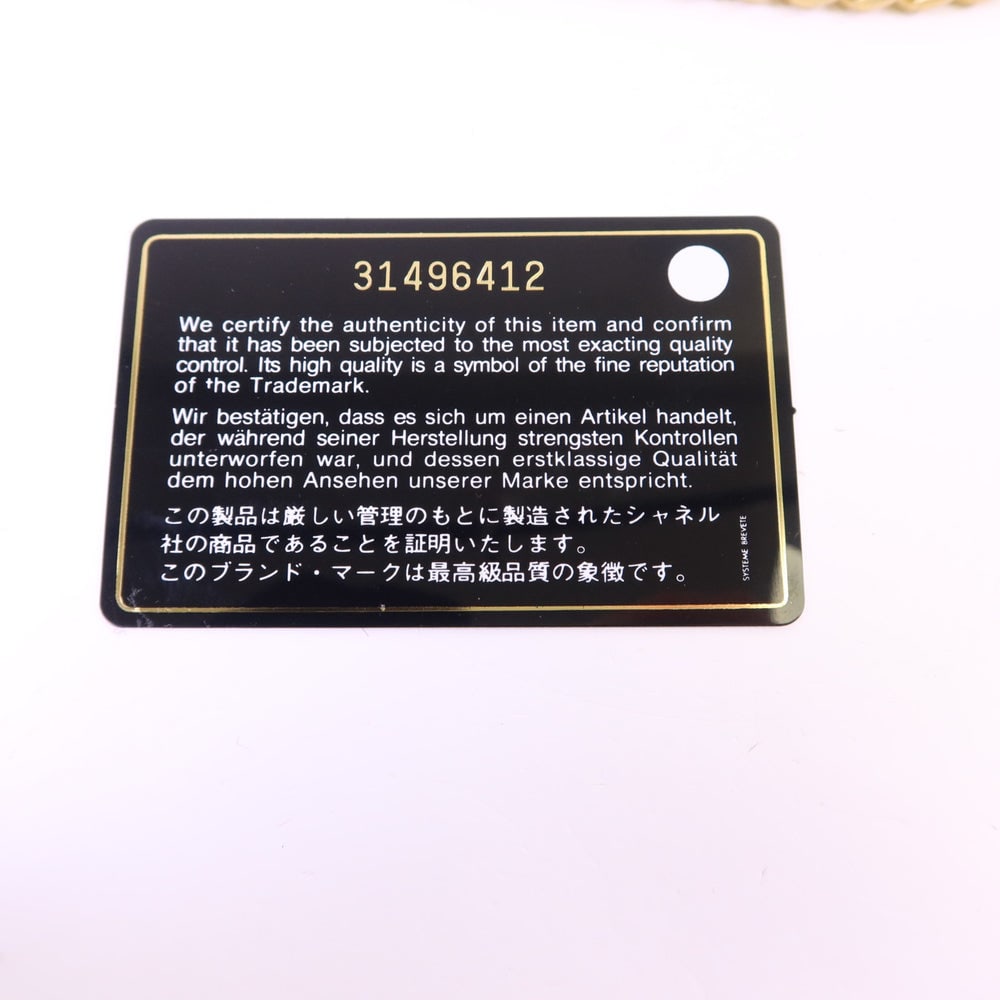 31496412
We certify the authenticity of this item and confirm
that it has been subjected to the most exacting quality
control. Its high quality is a symbol of the fine reputation
of the Trademark.
Wir bestätigen, dass es sich um einen Artikel handelt,
der während seiner Herstellung strengsten Kontrollen
unterworfen war, und dessen erstklassige Qualität
dem hohen Ansehen unserer Marke entspricht.
この製品は厳しい管理のもとに製造されたシャネル
社の商品であることを証明いたします。
このブランド・マークは最高級品質の象徴です。
SYSTEME BREVETE